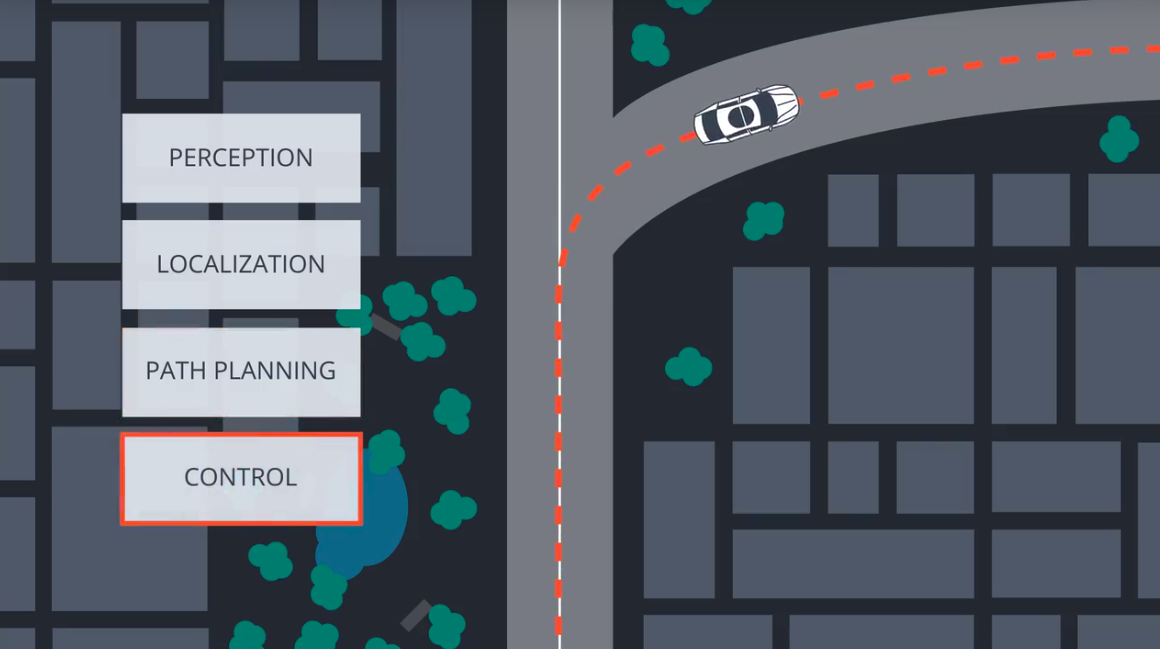 PERCEPTION
LOCALIZATION
PATH PLANNING
CONTROL